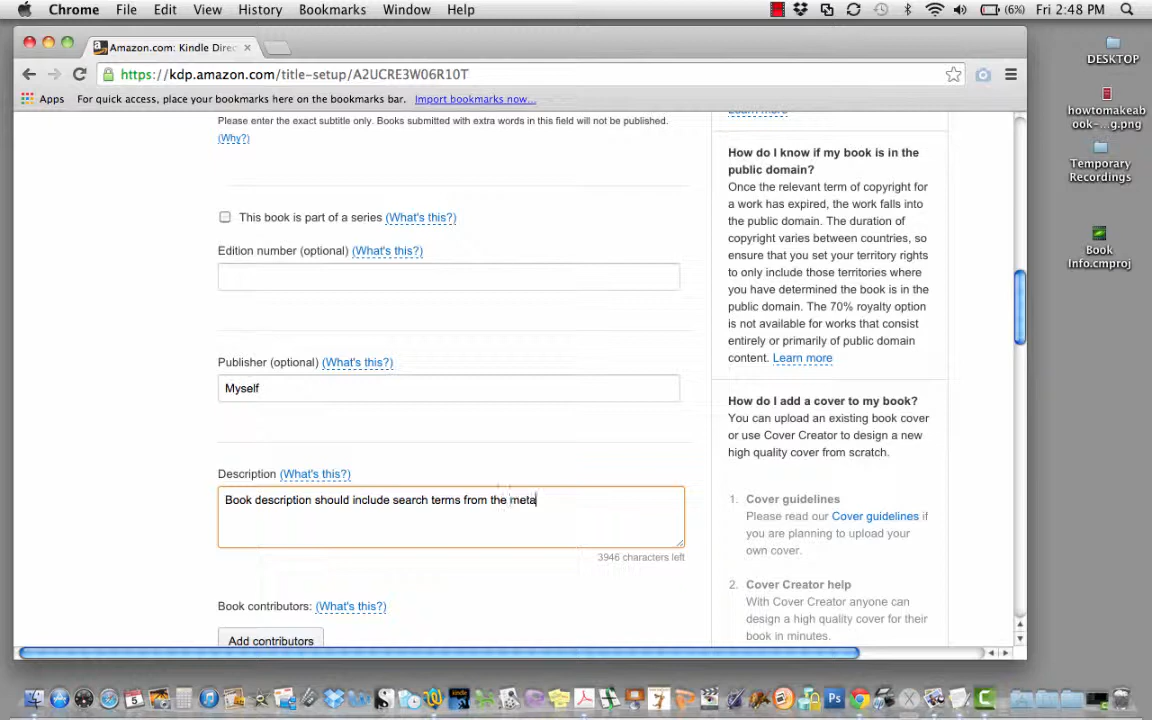 Chrome File Edit View History Bookmarks Window Help (6%) Fri 2:48 PM
Amazon.com: Kindle Direc
https://kdp.amazon.com/title-setup/A2UCRE3W06R10T
Apps For quick access, place your bookmarks here on the bookmarks bar. Import bookmarks now...
Please enter the exact subtitle only. Books submitted with extra words in this field will not be published.
(Why?)
This book is part of a series (What's this?)
Edition number (optional) (What's this?)
Publisher (optional) (What's this?)
Myself
Description (What's this?)
Book description should include search terms from the meta
3946 characters left
Book contributors: (What's this?)
Add contributors
Learn more
How do I know if my book is in the
public domain?
Once the relevant term of copyright for
a work has expired, the work falls into
the public domain. The duration of
copyright varies between countries, so
ensure that you set your territory rights
to only include those territories where
you have determined the book is in the
public domain. The 70% royalty option
is not available for works that consist
entirely or primarily of public domain
content. Learn more
How do I add a cover to my book?
You can upload an existing book cover
or use Cover Creator to design a new
high quality cover from scratch.
1. Cover guidelines
Please read our Cover guidelines if
you are planning to upload your
own cover.
2. Cover Creator help
With Cover Creator anyone can
design a high quality cover for their
book in minutes.
DESKTOP
howtomakeab
ook-...g.png
Temporary
Recordings
Book
Info.cmproj